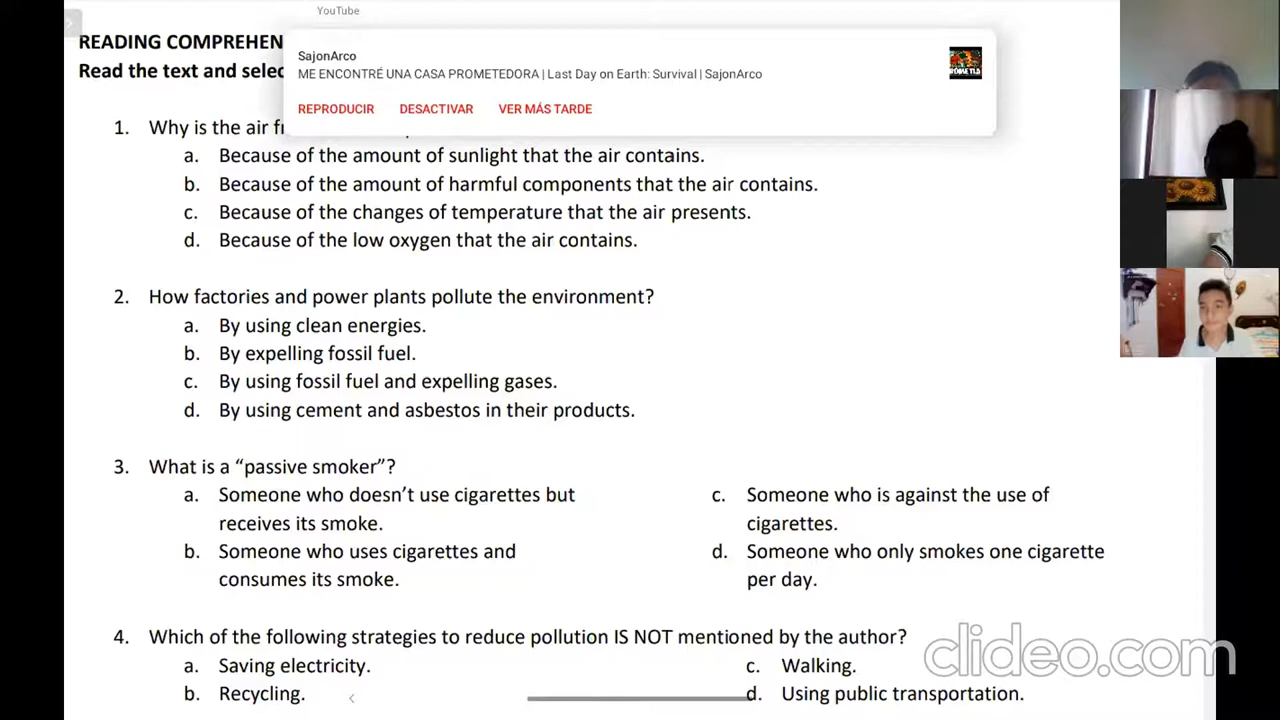 YouTube
READING COMPREHEN
SajonArco
Read the text and selec
ME ENCONTRÉ UNA CASA PROMETEDORA | Last Day on Earth: Survival | SajonArco
REPRODUCIR DESACTIVAR VER MÁS TARDE
1. Why is the air
a. Because of the amount of sunlight that the air contains.
b. Because of the amount of harmful components that the air contains.
c. Because of the changes of temperature that the air presents.
d. Because of the low oxygen that the air contains.
2. How factories and power plants pollute the environment?
a. By using clean energies.
b. By expelling fossil fuel.
c. By using fossil fuel and expelling gases.
d. By using cement and asbestos in their products.
3. What is a “passive smoker”?
a. Someone who doesn’t use cigarettes but
receives its smoke.
b. Someone who uses cigarettes and
consumes its smoke.
c. Someone who is against the use of
cigarettes.
d. Someone who only smokes one cigarette
per day.
4. Which of the following strategies to reduce pollution IS NOT mentioned by the author?
a. Saving electricity.
b. Recycling.
c. Walking.
d. Using public transportation.
clideo.com